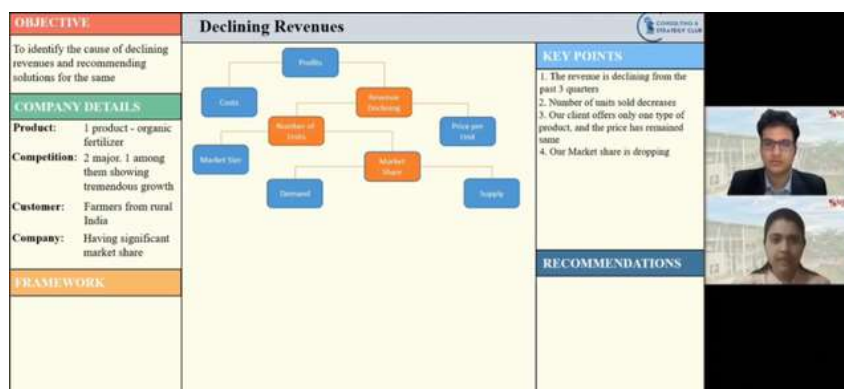 OBJECTIVE
To identify the cause of declining
revenues and recommending
solutions for the same
COMPANY DETAILS
Product: 1 product - organic
fertilizer
Competition: 2 major. 1 among
them showing
tremendous growth
Customer: Farmers from rural
India
Company: Having significant
market share
FRAMEWORK
Declining Revenues
Profits
Costs
Revenue
Declining
Number of
Units
Price per
Unit
Market Size
Market
Share
Demand
Supply
CONSULTING &
STRATEGY CLUB
KEY POINTS
1. The revenue is declining from the
past 3 quarters
2. Number of units sold decreases
3. Our client offers only one type of
product, and the price has remained
same
4. Our Market share is dropping
RECOMMENDATIONS